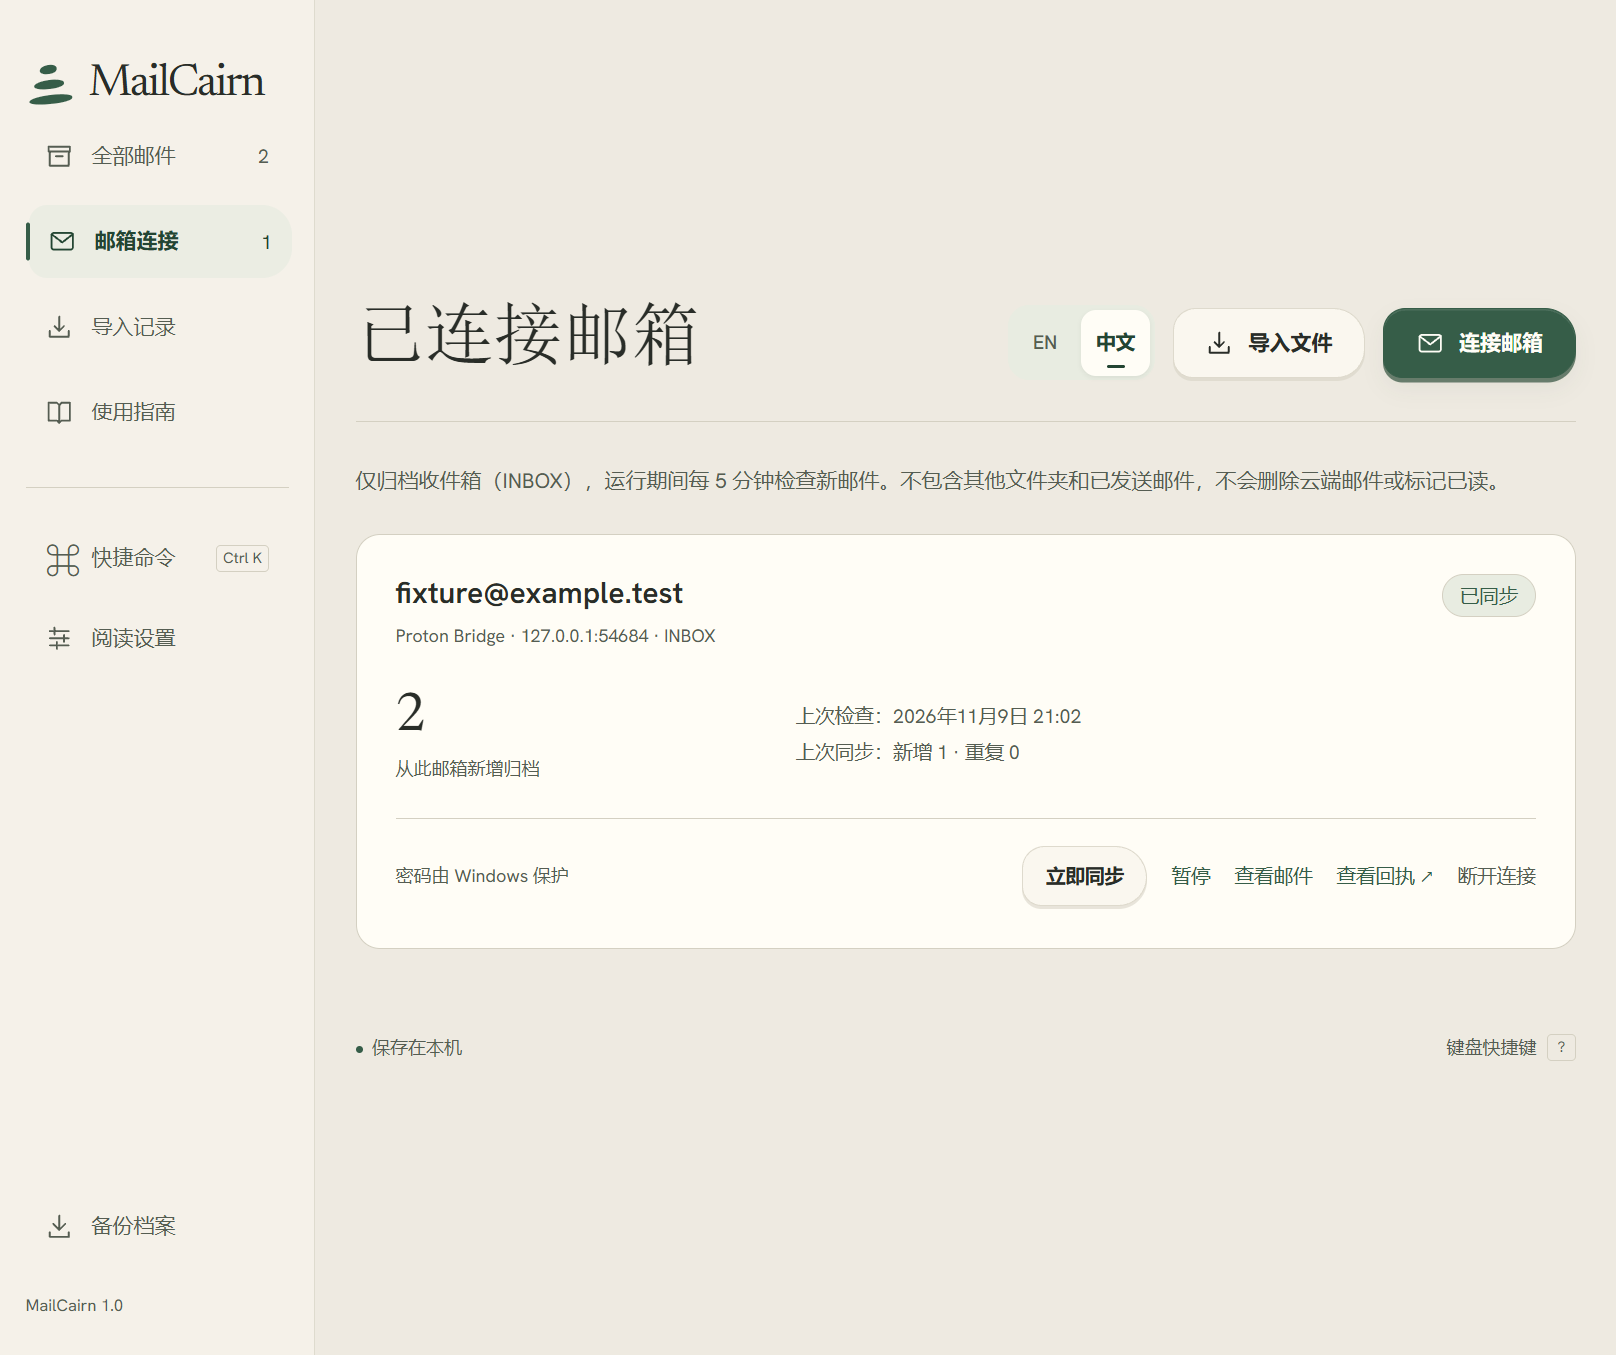 MailCairn
全部邮件 2
邮箱连接 1
导入记录
使用指南
快捷命令 Ctrl K
阅读设置
备份档案
MailCairn 1.0
已连接邮箱
EN 中文 导入文件 连接邮箱
仅归档收件箱（INBOX），运行期间每 5 分钟检查新邮件。不包含其他文件夹和已发送邮件，不会删除云端邮件或标记已读。
fixture@example.test 已同步
Proton Bridge · 127.0.0.1:54684 · INBOX
2
从此邮箱新增归档
上次检查：2026年11月9日 21:02
上次同步：新增 1 · 重复 0
密码由 Windows 保护 立即同步 暂停 查看邮件 查看回执 ↗ 断开连接
保存在本机 键盘快捷键 ?